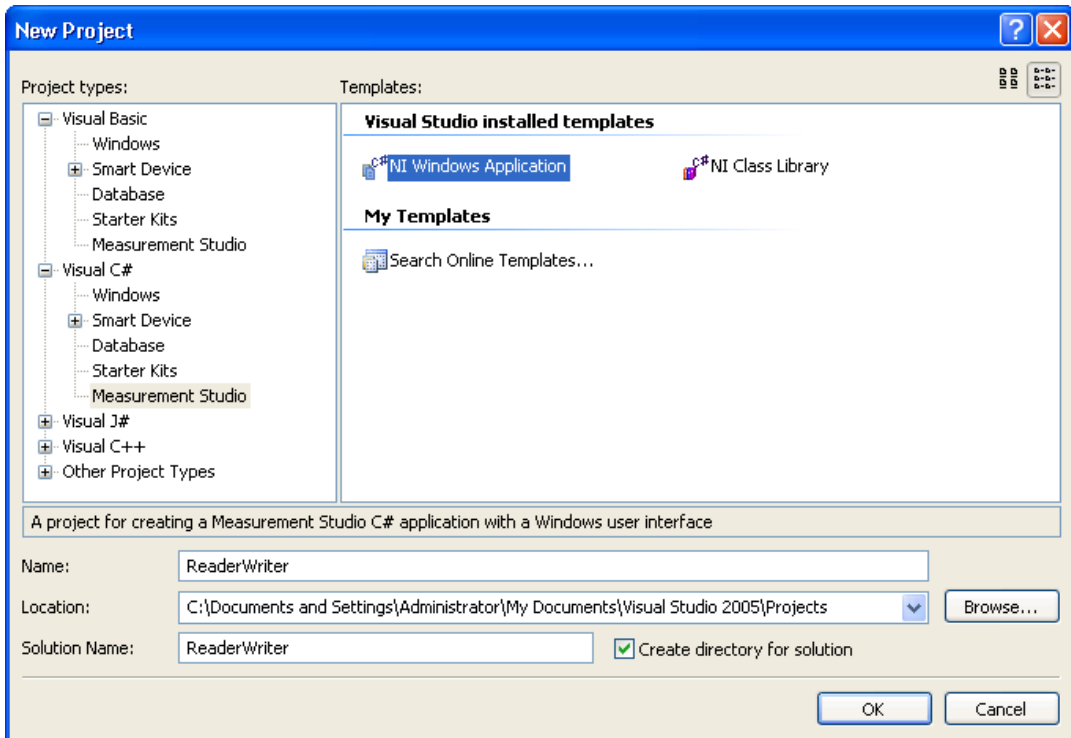 New Project
Project types:
Templates:
Visual Basic
Windows
Smart Device
Database
Starter Kits
Measurement Studio
Visual C#
Windows
Smart Device
Database
Starter Kits
Measurement Studio
Visual J#
Visual C++
Other Project Types
Visual Studio installed templates
C# NI Windows Application
C# NI Class Library
My Templates
Search Online Templates...
A project for creating a Measurement Studio C# application with a Windows user interface
Name: ReaderWriter
Location: C:\Documents and Settings\Administrator\My Documents\Visual Studio 2005\Projects Browse...
Solution Name: ReaderWriter Create directory for solution
OK Cancel